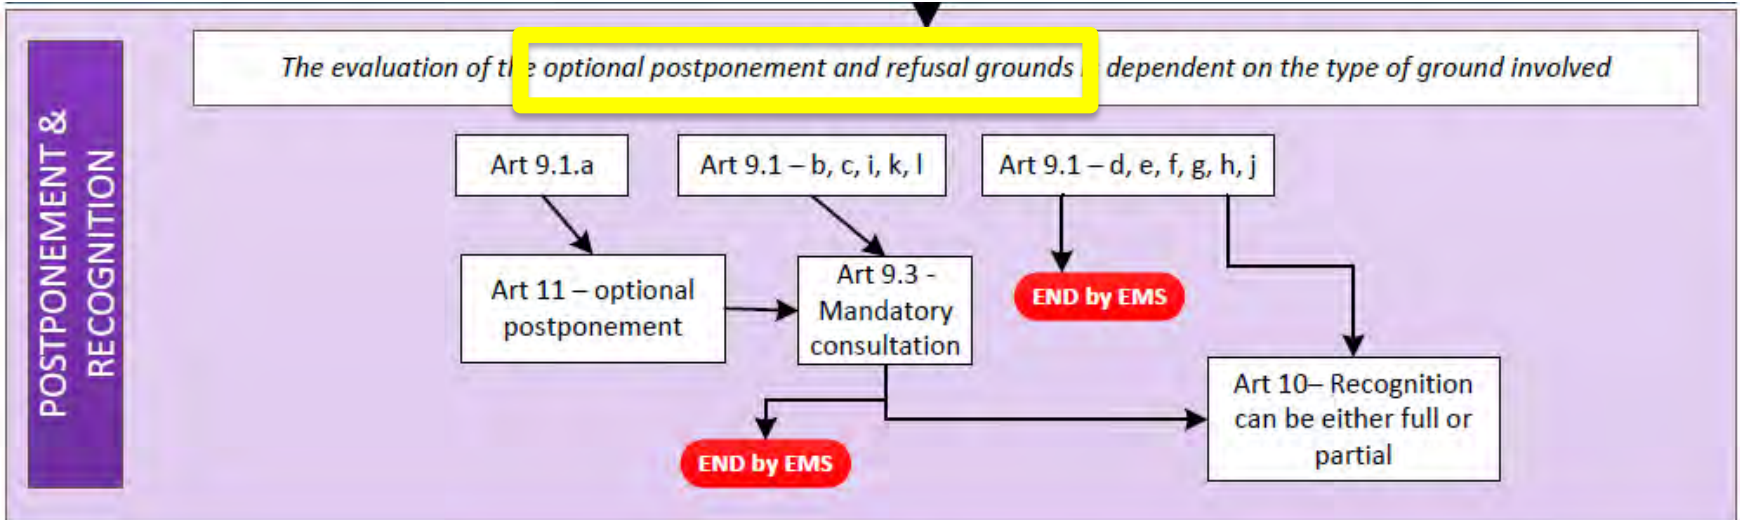 POSTPONEMENT &
RECOGNITION
The evaluation of the optional postponement and refusal grounds is dependent on the type of ground involved
Art 9.1.a
Art 9.1 – b, c, i, k, l
Art 9.1 – d, e, f, g, h, j
Art 11 – optional
postponement
Art 9.3 -
Mandatory
consultation
END by EMS
END by EMS
Art 10– Recognition
can be either full or
partial